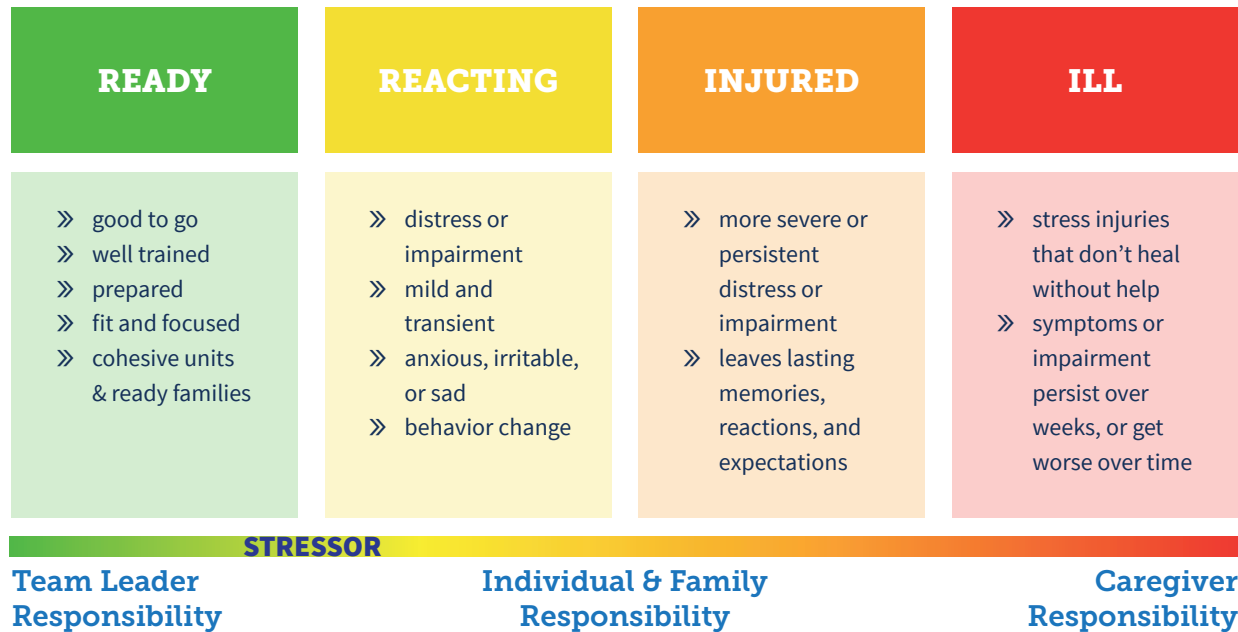 READY
» good to go
» well trained
» prepared
» fit and focused
» cohesive units
& ready families
REACTING
» distress or
impairment
» mild and
transient
» anxious, irritable,
or sad
» behavior change
INJURED
» more severe or
persistent
distress or
impairment
» leaves lasting
memories,
reactions, and
expectations
ILL
» stress injuries
that don’t heal
without help
» symptoms or
impairment
persist over
weeks, or get
worse over time
STRESSOR
Team Leader
Responsibility
Individual & Family
Responsibility
Caregiver
Responsibility